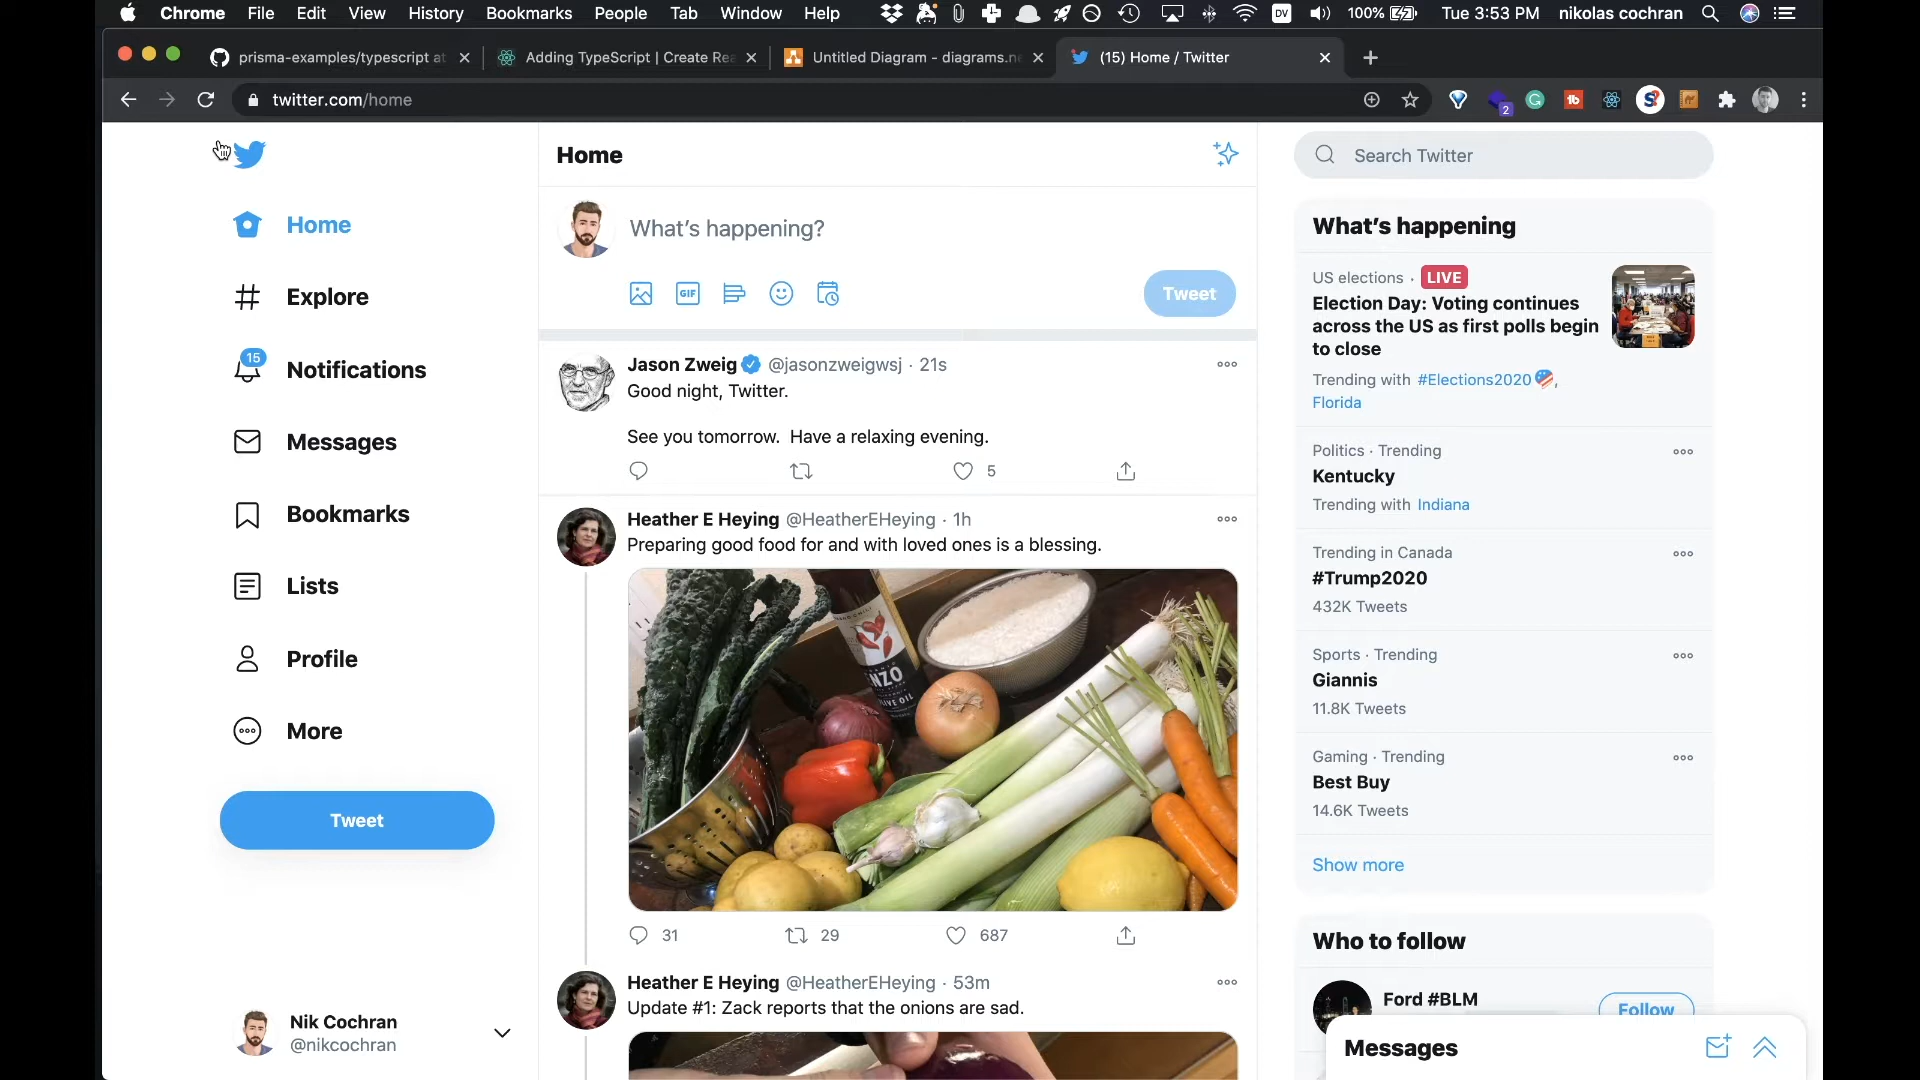 Chrome File Edit View History Bookmarks People Tab Window Help DV 100% Tue 3:53 PM nikolas cochran
prisma-examples/typescript at Adding TypeScript | Create Rea Untitled Diagram - diagrams.ne (15) Home / Twitter
twitter.com/home
2
Home
Explore
15
Notifications
Messages
Bookmarks
Lists
Profile
More
Tweet
Nik Cochran
@nikcochran
Home
What's happening?
GIF
Tweet
Jason Zweig @jasonzweigwsj · 21s
Good night, Twitter.
See you tomorrow. Have a relaxing evening.
5
Heather E Heying @HeatherEHeying · 1h
Preparing good food for and with loved ones is a blessing.
31 29 687
Heather E Heying @HeatherEHeying · 53m
Update #1: Zack reports that the onions are sad.
Search Twitter
What's happening
US elections · LIVE
Election Day: Voting continues
across the US as first polls begin
to close
Trending with #Elections2020,
Florida
Politics · Trending
Kentucky
Trending with Indiana
Trending in Canada
#Trump2020
432K Tweets
Sports · Trending
Giannis
11.8K Tweets
Gaming · Trending
Best Buy
14.6K Tweets
Show more
Who to follow
Ford #BLM
Follow
Messages